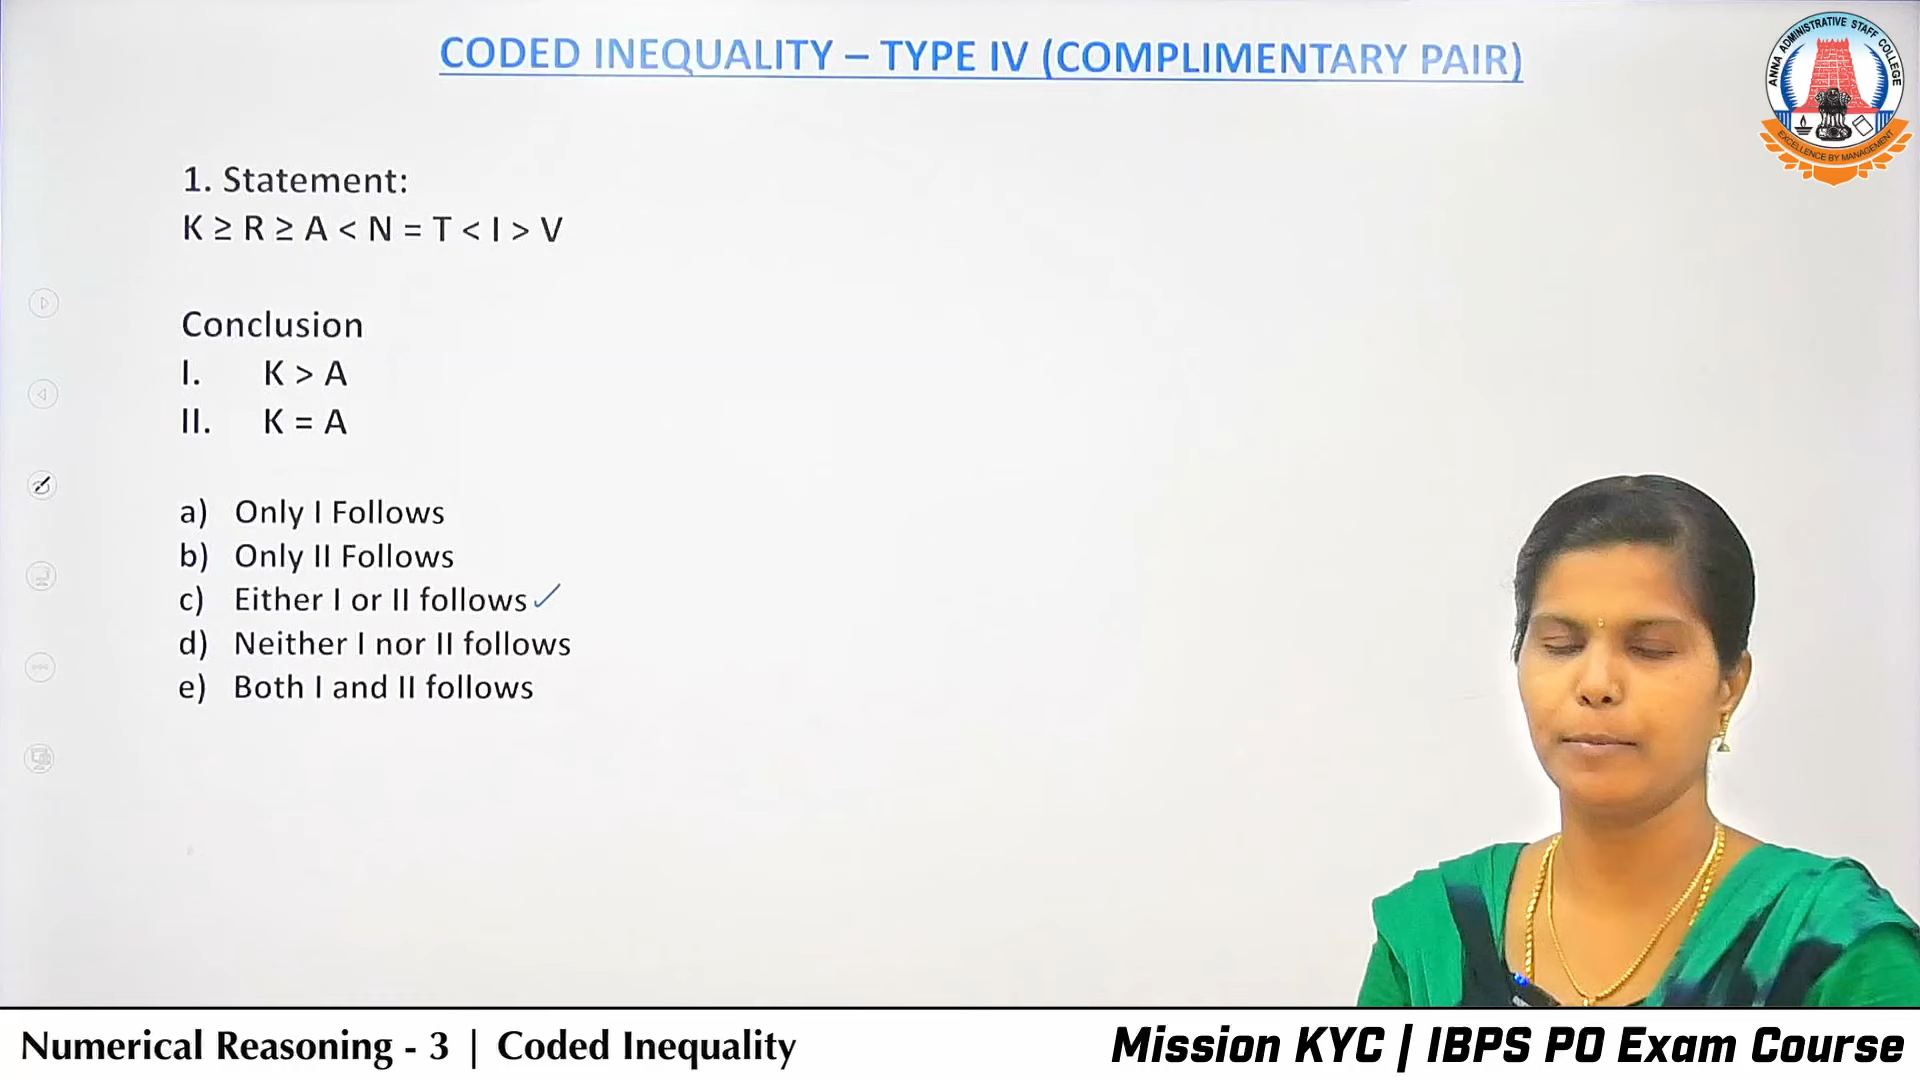 CODED INEQUALITY – TYPE IV (COMPLIMENTARY PAIR)
ANNA ADMINISTRATIVE STAFF COLLEGE
EXCELLENCE BY MANAGEMENT
1. Statement:
K ≥ R ≥ A < N = T < I > V
Conclusion
I. K > A
II. K = A
a) Only I Follows
b) Only II Follows
c) Either I or II follows ✓
d) Neither I nor II follows
e) Both I and II follows
Numerical Reasoning - 3 | Coded Inequality
Mission KYC | IBPS PO Exam Course